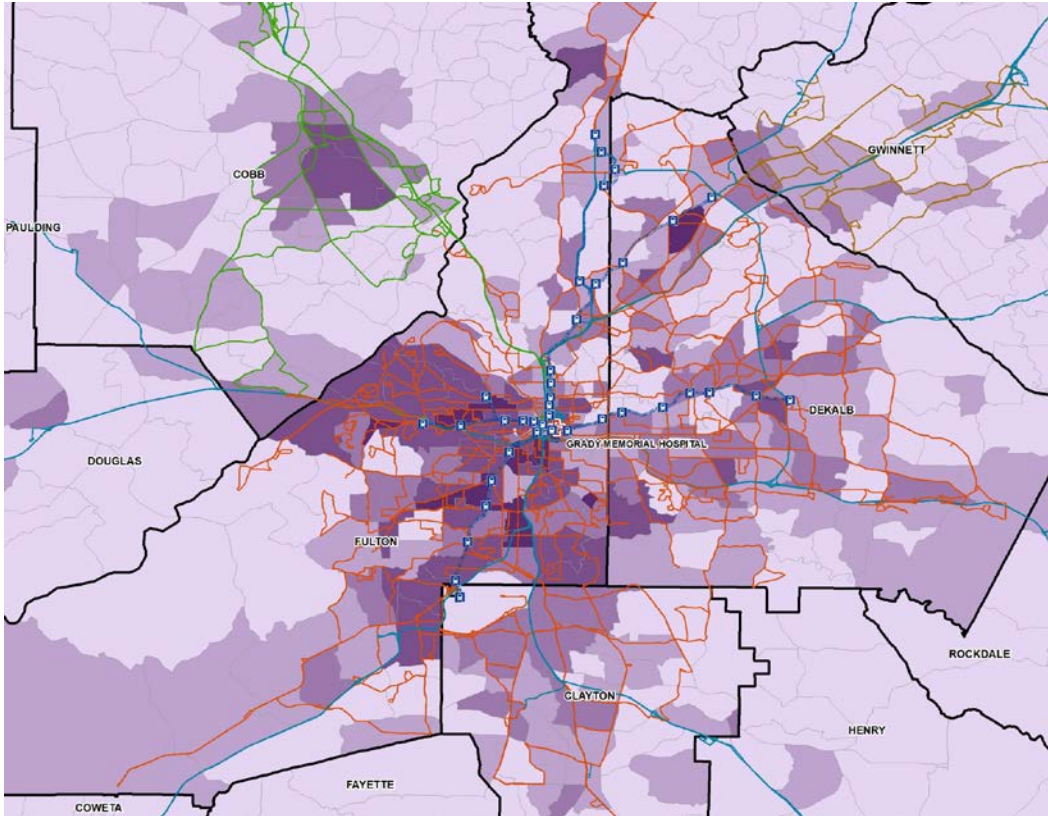 GWINNETT
COBB
PAULDING
DEKALB
GRADY MEMORIAL HOSPITAL
DOUGLAS
FULTON
ROCKDALE
CLAYTON
HENRY
FAYETTE
COWETA